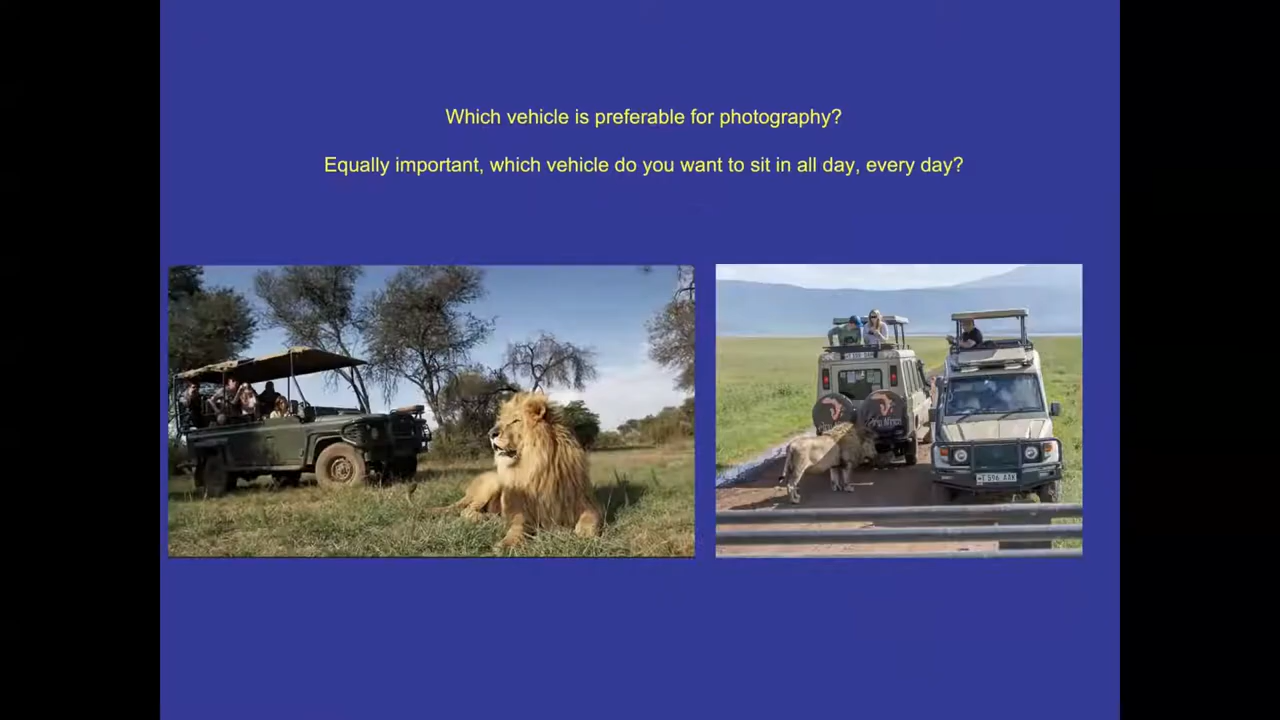 Which vehicle is preferable for photography?
Equally important, which vehicle do you want to sit in all day, every day?